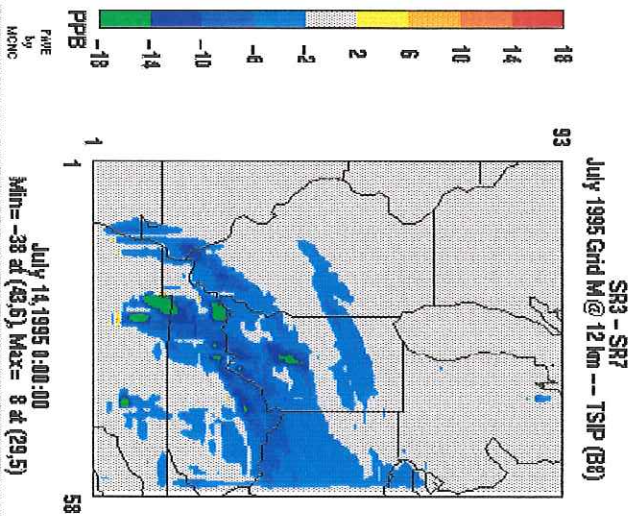 SR3 - SR7
July 1995 Grid M @ 12 km --- TSIP (B8)
PPB
18
14
10
6
2
-2
-6
-10
-14
-18
PAVE
by
MCNC
93
1
1
58
July 14,1995 0:00:00
Min= -38 at (43,6), Max= 8 at (29,5)